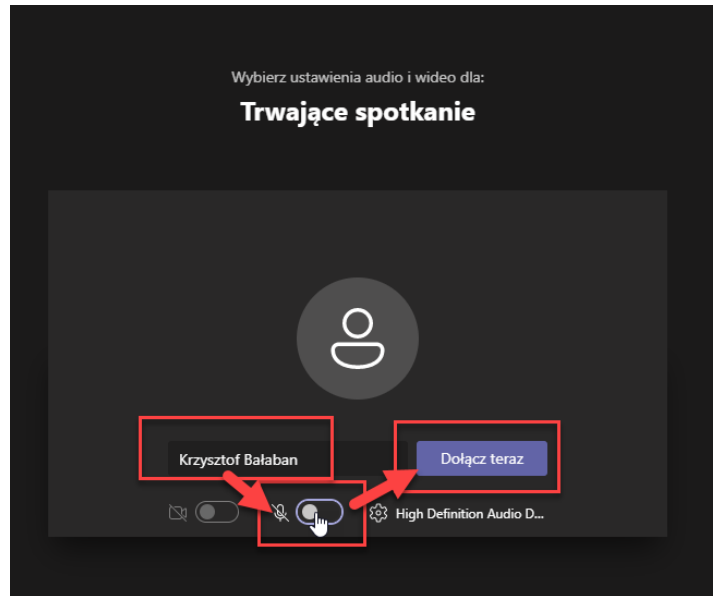 Wybierz ustawienia audio i wideo dla:
Trwające spotkanie
Krzysztof Bałaban
Dołącz teraz
High Definition Audio D...